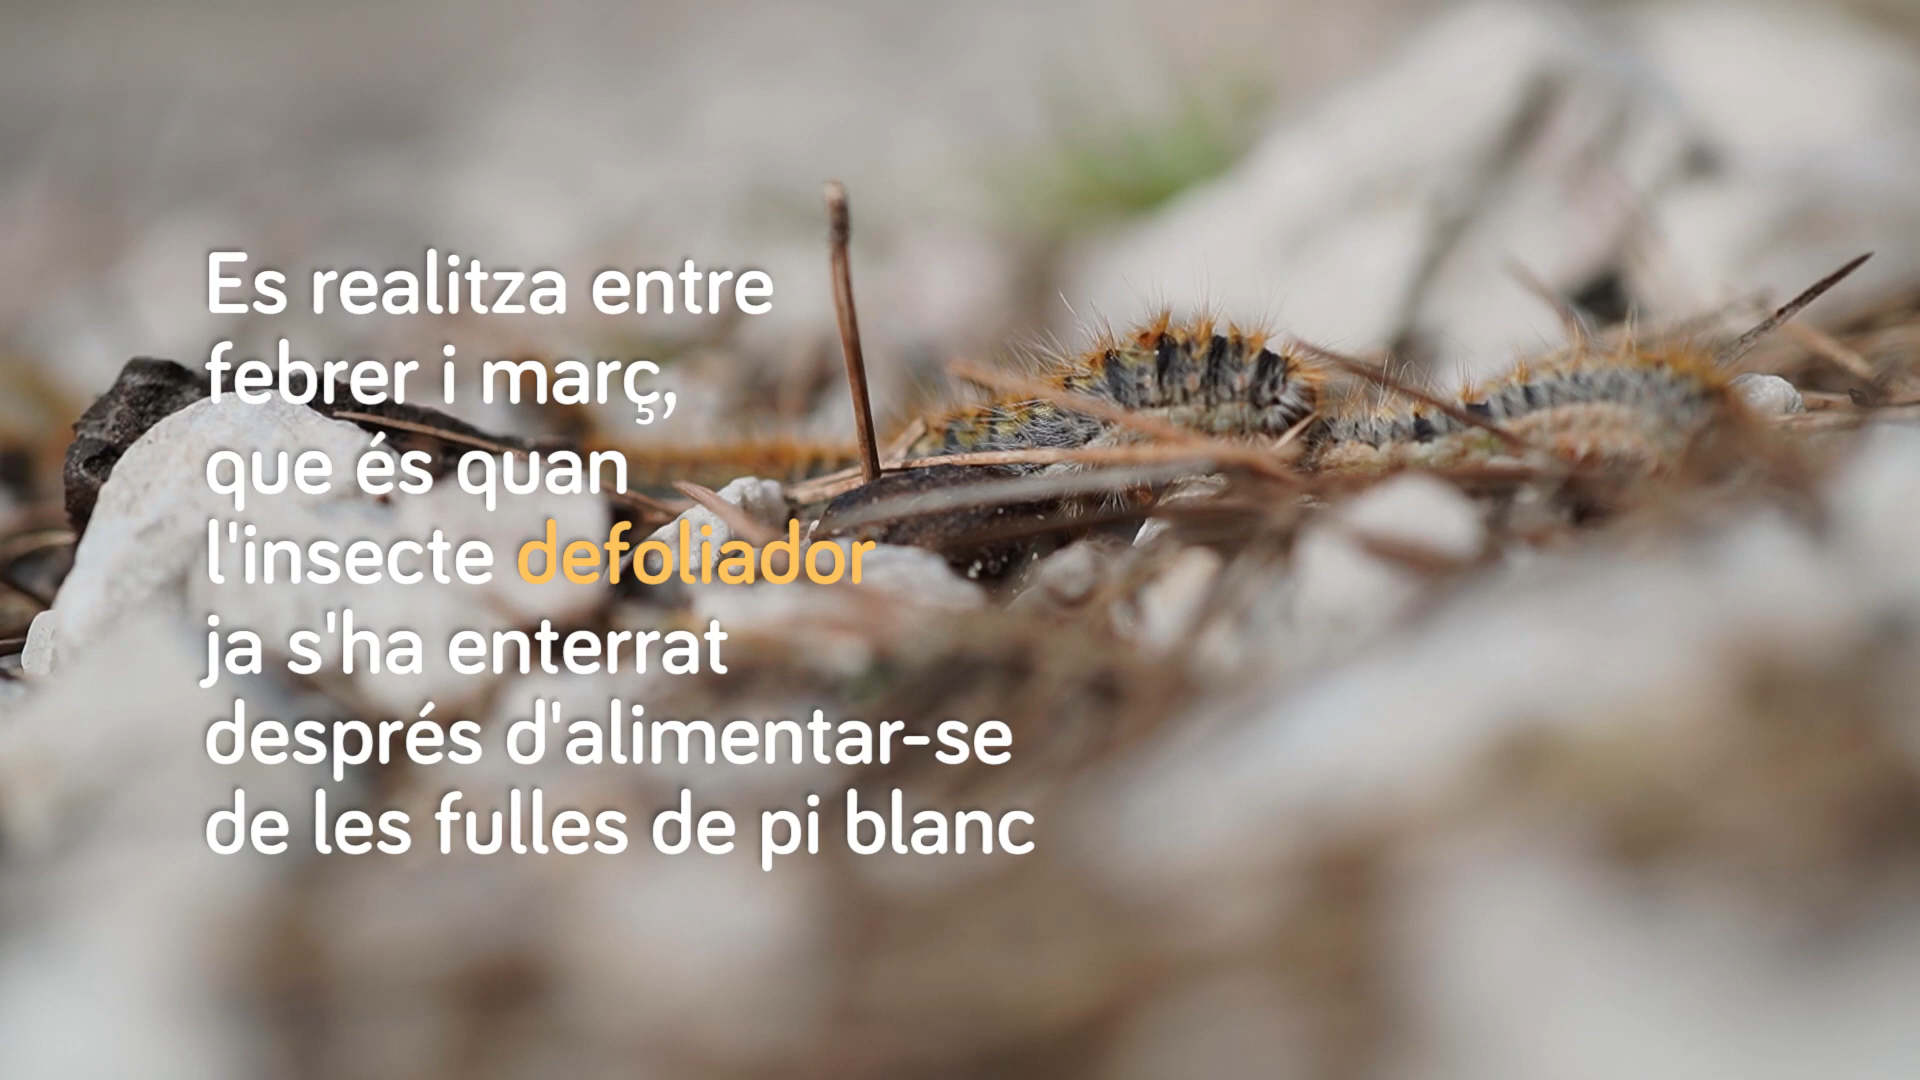 Es realitza entre
febrer i març,
que és quan
l'insecte defoliador
ja s'ha enterrat
després d'alimentar-se
de les fulles de pi blanc